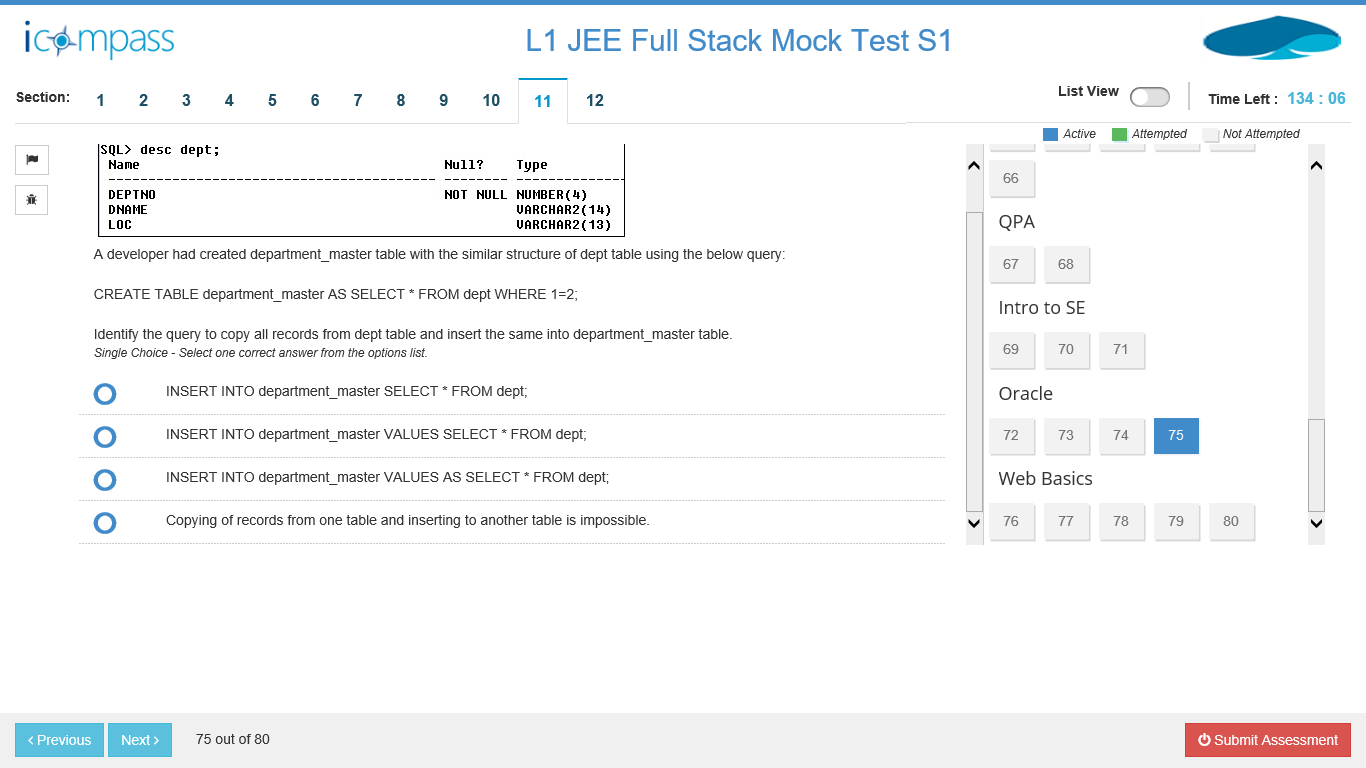 icompass
L1 JEE Full Stack Mock Test S1
Section: 1 2 3 4 5 6 7 8 9 10 11 12
List View
Time Left : 134 : 06
Active Attempted Not Attempted
SQL> desc dept;
Name Null? Type
----------------------------------------- -------- --------------
DEPTNO NOT NULL NUMBER(4)
DNAME VARCHAR2(14)
LOC VARCHAR2(13)
A developer had created department_master table with the similar structure of dept table using the below query:
CREATE TABLE department_master AS SELECT * FROM dept WHERE 1=2;
Identify the query to copy all records from dept table and insert the same into department_master table.
Single Choice - Select one correct answer from the options list.
INSERT INTO department_master SELECT * FROM dept;
INSERT INTO department_master VALUES SELECT * FROM dept;
INSERT INTO department_master VALUES AS SELECT * FROM dept;
Copying of records from one table and inserting to another table is impossible.
66
QPA
67 68
Intro to SE
69 70 71
Oracle
72 73 74 75
Web Basics
76 77 78 79 80
< Previous Next > 75 out of 80 Submit Assessment